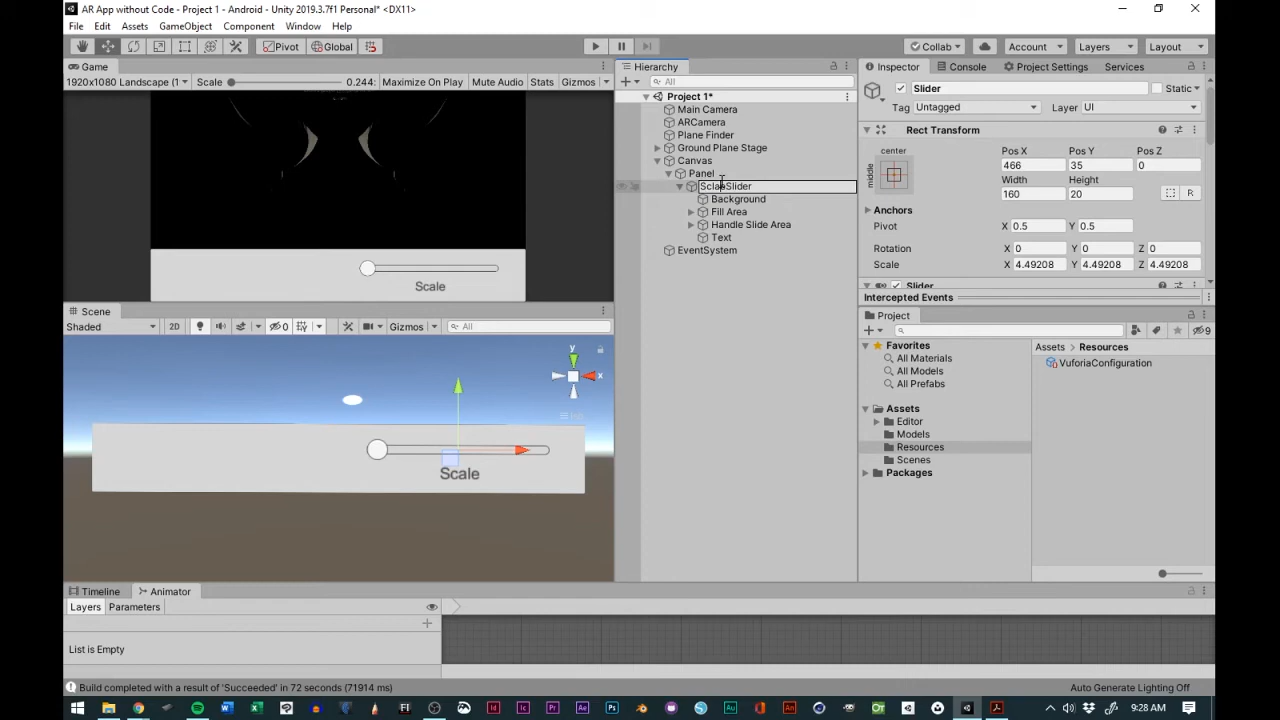 AR App without Code - Project 1 - Android - Unity 2019.3.7f1 Personal* <DX11>
File Edit Assets GameObject Component Window Help
Pivot Global Collab Account Layers Layout
Game
1920x1080 Landscape (1 Scale 0.244: Maximize On Play Mute Audio Stats Gizmos
Scale
Scene
Shaded 2D 0 Gizmos All
y
x
Scale
Hierarchy
All
Project 1*
Main Camera
ARCamera
Plane Finder
Ground Plane Stage
Canvas
Panel
Background
Fill Area
Handle Slide Area
Text
EventSystem
Inspector Console Project Settings Services
Slider Static
Tag Untagged Layer UI
Rect Transform
center Pos X Pos Y Pos Z
middle 466 35 0
Width Height
160 20 R
Anchors
Pivot X 0.5 Y 0.5
Rotation X 0 Y 0 Z 0
Scale X 4.49208 Y 4.49208 Z 4.49208
Slider
Intercepted Events
Project
9
Favorites
All Materials
All Models
All Prefabs
Assets
Editor
Models
Resources
Scenes
Packages
Assets > Resources
VuforiaConfiguration
Timeline Animator
Layers Parameters
List is Empty
Build completed with a result of 'Succeeded' in 72 seconds (71914 ms) Auto Generate Lighting Off
9:28 AM